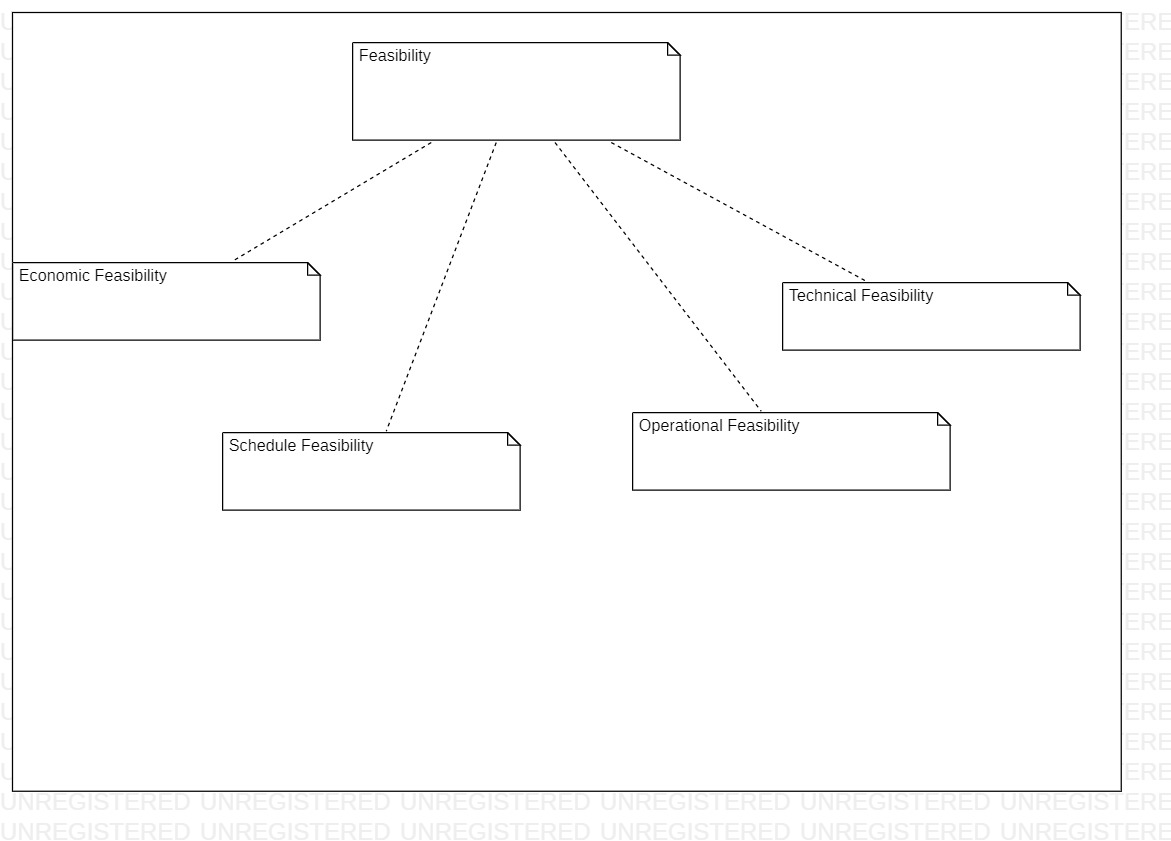 Feasibility
Economic Feasibility
Technical Feasibility
Operational Feasibility
Schedule Feasibility
UNREGISTERED UNREGISTERED UNREGISTERED UNREGISTERED UNREGISTERED UNREGISTERE
UNREGISTERED UNREGISTERED UNREGISTERED UNREGISTERED UNREGISTERED UNREGISTERE